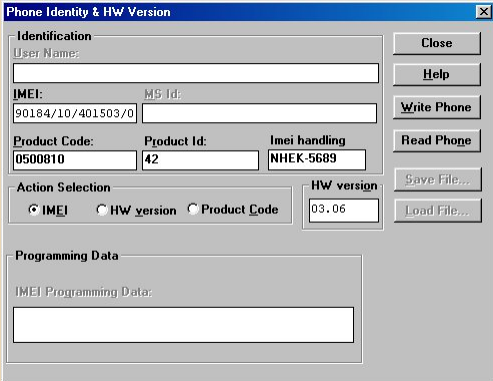 Phone Identity & HW Version
Identification
User Name:
IMEI:
MS Id:
90184/10/401503/0
Product Code:
Product Id:
Imei handling
0500810
42
NHEK-5689
Action Selection
IMEI
HW version
Product Code
HW version
03.06
Programming Data
IMEI Programming Data:
Close
Help
Write Phone
Read Phone
Save File...
Load File...